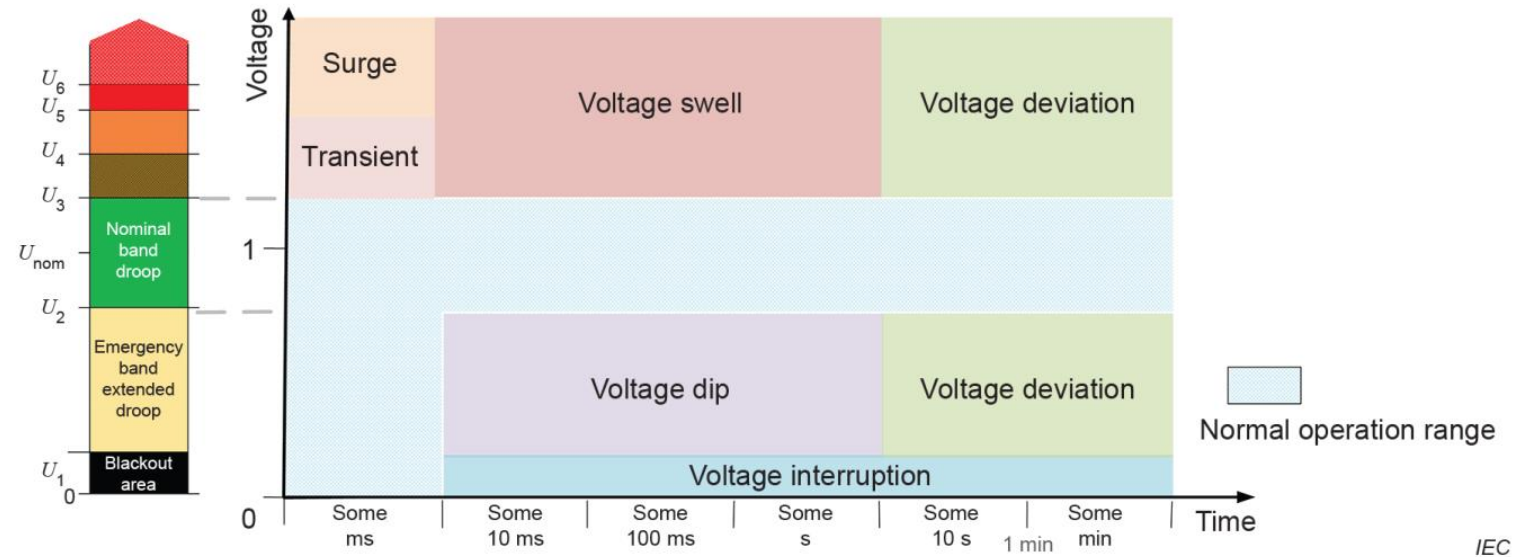 U6
U5
U4
U3
Unom
U2
U1
0
Nominal
band
droop
Emergency
band
extended
droop
Blackout
area
Voltage
1
0
Surge
Transient
Voltage swell
Voltage deviation
Voltage dip
Voltage deviation
Voltage interruption
Some
ms
Some
10 ms
Some
100 ms
Some
s
Some
10 s
1 min
Some
min
Time
Normal operation range
IEC